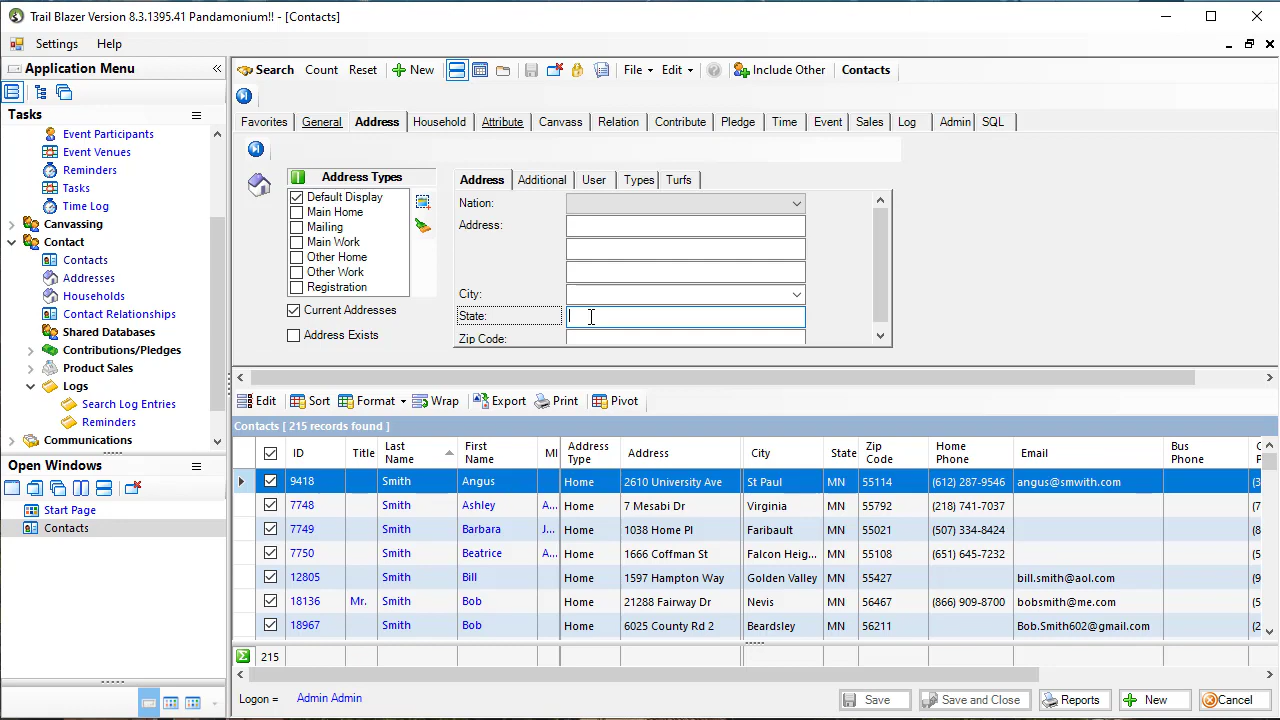 Trail Blazer Version 8.3.1395.41 Pandamonium!! - [Contacts]
Settings Help
Application Menu
Search Count Reset New File Edit Include Other Contacts
Tasks
Event Participants
Event Venues
Reminders
Tasks
Time Log
Canvassing
Contact
Contacts
Addresses
Households
Contact Relationships
Shared Databases
Contributions/Pledges
Product Sales
Logs
Search Log Entries
Reminders
Communications
Open Windows
Start Page
Contacts
Favorites General Address Household Attribute Canvass Relation Contribute Pledge Time Event Sales Log Admin SQL
Address Types
Default Display
Main Home
Mailing
Main Work
Other Home
Other Work
Registration
Current Addresses
Address Exists
Address Additional User Types Turfs
Nation:
Address:
City:
State:
Zip Code:
Edit Sort Format Wrap Export Print Pivot
Contacts [ 215 records found ]
ID Title Last Name First Name MI Address Type Address City State Zip Code Home Phone Email Bus Phone
9418 Smith Angus Home 2610 University Ave St Paul MN 55114 (612) 287-9546 angus@smwith.com (3
7748 Smith Ashley A... Home 7 Mesabi Dr Virginia MN 55792 (218) 741-7037 (7
7749 Smith Barbara J... Home 1038 Home Pl Faribault MN 55021 (507) 334-8424 (5
7750 Smith Beatrice A... Home 1666 Coffman St Falcon Heig... MN 55108 (651) 645-7232 (6
12805 Smith Bill Home 1597 Hampton Way Golden Valley MN 55427 bill.smith@aol.com (9
18136 Mr. Smith Bob Home 21288 Fairway Dr Nevis MN 56467 (866) 909-8700 bobsmith@me.com (5
18967 Smith Bob Home 6025 County Rd 2 Beardsley MN 56211 Bob.Smith602@gmail.com (2
215
Logon = Admin Admin
Save Save and Close Reports New Cancel